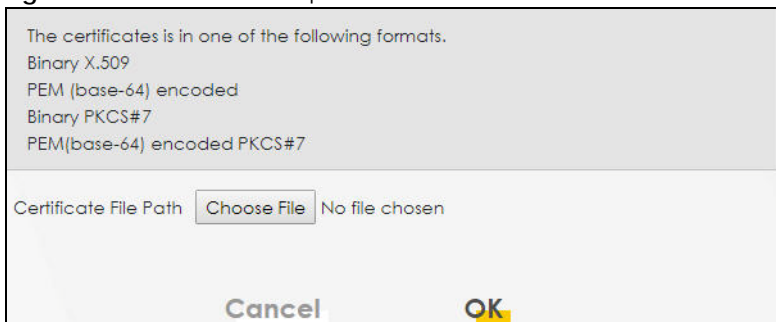 The certificates is in one of the following formats.
Binary X.509
PEM (base-64) encoded
Binary PKCS#7
PEM(base-64) encoded PKCS#7
Certificate File Path Choose File No file chosen
Cancel OK